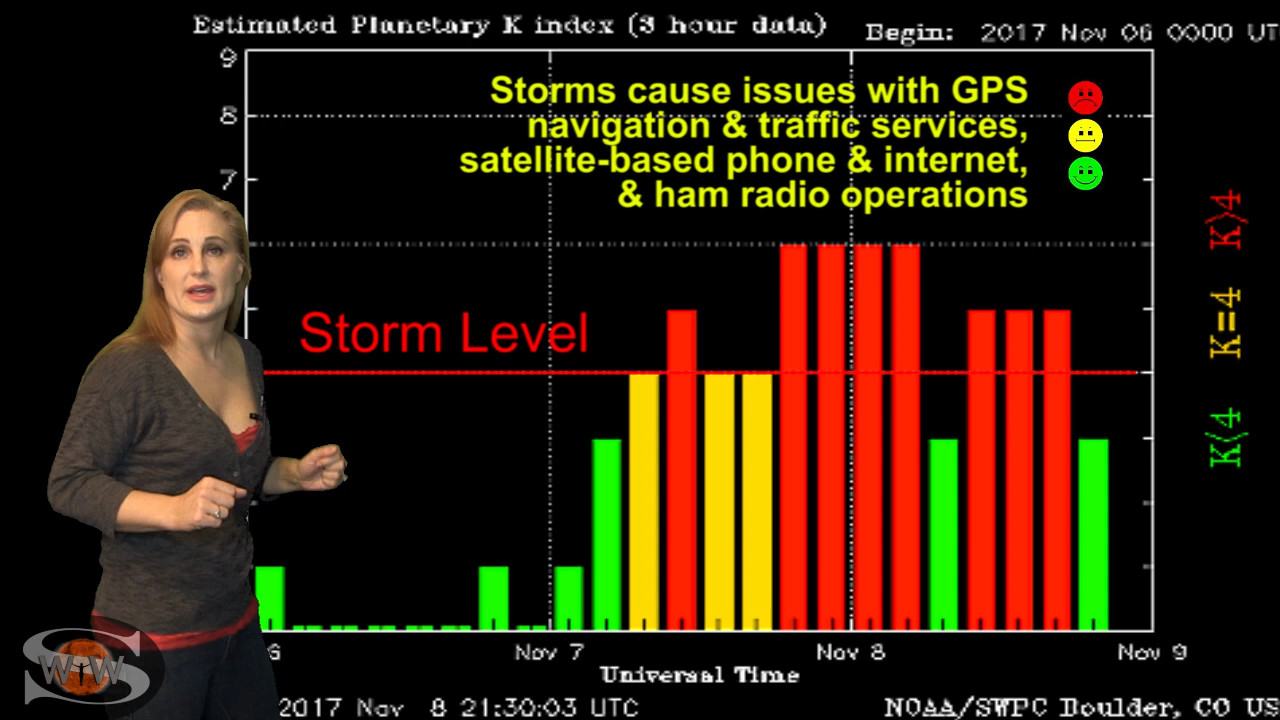 Estimated Planetary K index (3 hour data)
Begin: 2017 Nov 06 0000 UT
9
8
7
Storms cause issues with GPS
navigation & traffic services,
satellite-based phone & internet,
& ham radio operations
Storm Level
K>4
K=4
K<4
6
Nov 7
Nov 8
Nov 9
Universal Time
2017 Nov 8 21:30:03 UTC
NOAA/SWPC Boulder, CO US
SWTW